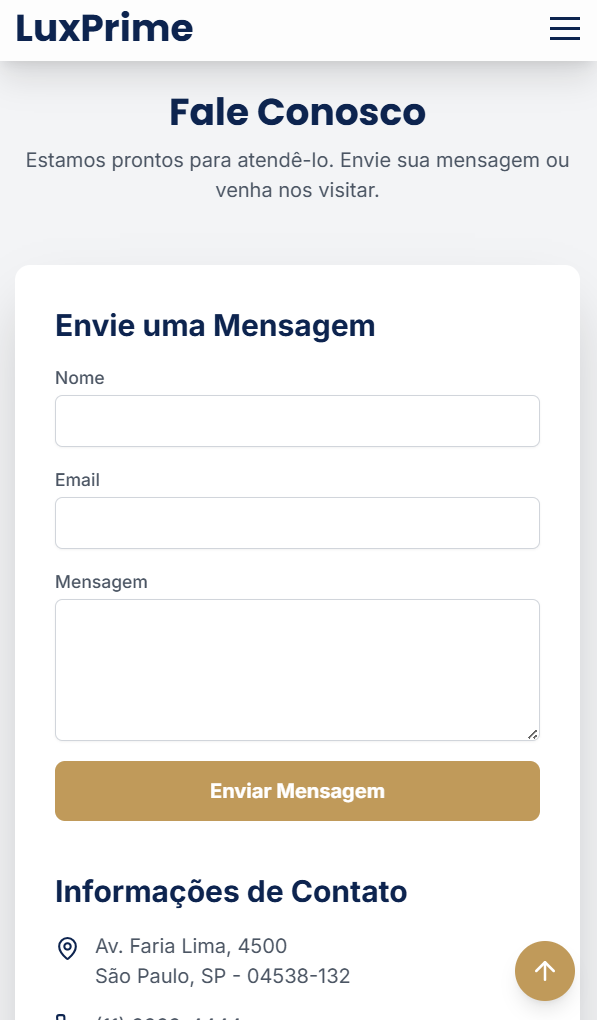 LuxPrime
Fale Conosco
Estamos prontos para atendê-lo. Envie sua mensagem ou
venha nos visitar.
Envie uma Mensagem
Nome
Email
Mensagem
Enviar Mensagem
Informações de Contato
Av. Faria Lima, 4500
São Paulo, SP - 04538-132